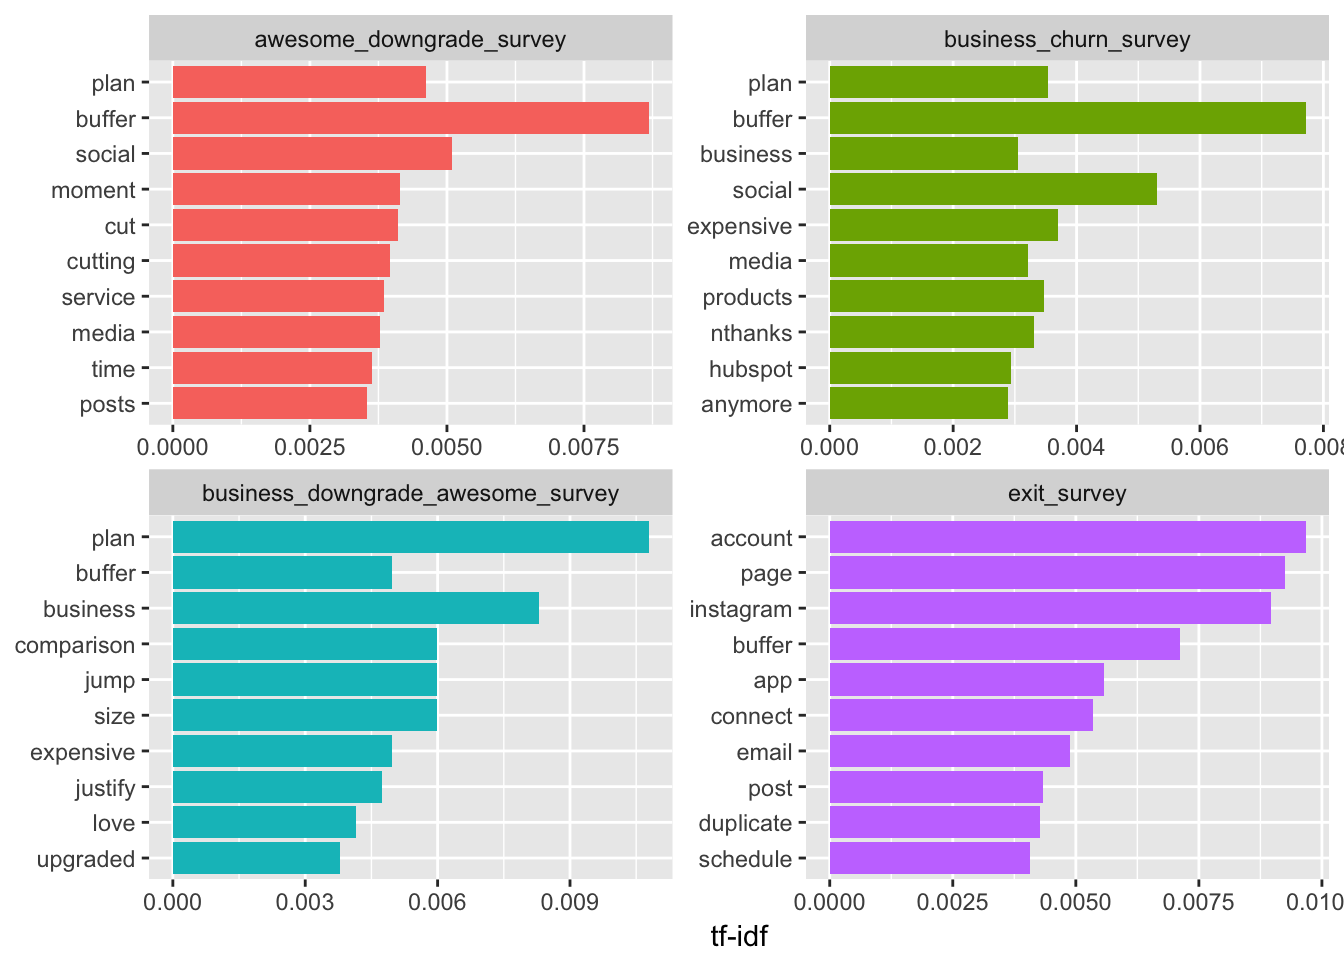 awesome_downgrade_survey
plan
buffer
social
moment
cut
cutting
service
media
time
posts
0.0000 0.0025 0.0050 0.0075
business_churn_survey
plan
buffer
business
social
expensive
media
products
nthanks
hubspot
anymore
0.000 0.002 0.004 0.006 0.008
business_downgrade_awesome_survey
plan
buffer
business
comparison
jump
size
expensive
justify
love
upgraded
0.000 0.003 0.006 0.009
exit_survey
account
page
instagram
buffer
app
connect
email
post
duplicate
schedule
0.0000 0.0025 0.0050 0.0075 0.010
tf-idf